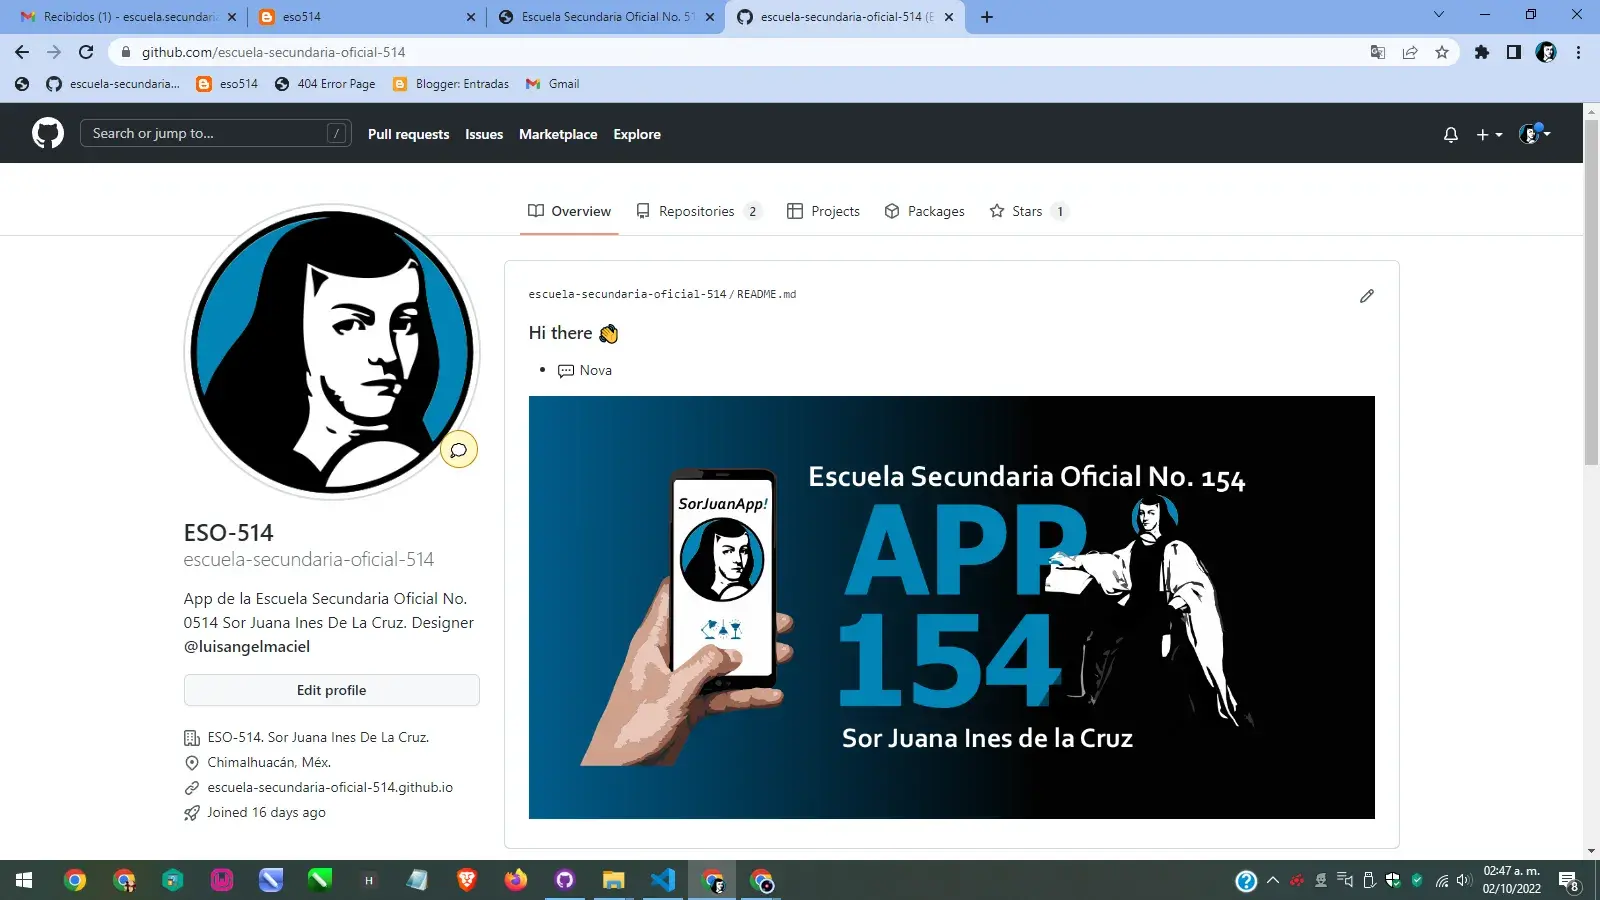 Recibidos (1) - escuela.secundari
eso514
Escuela Secundaria Oficial No. 51
escuela-secundaria-oficial-514 (E
github.com/escuela-secundaria-oficial-514
escuela-secundaria...
eso514
404 Error Page
Blogger: Entradas
Gmail
Search or jump to...
/
Pull requests
Issues
Marketplace
Explore
Overview
Repositories 2
Projects
Packages
Stars 1
escuela-secundaria-oficial-514/README.md
Hi there 👋
Nova
Escuela Secundaria Oficial No. 154
SorJuanApp!
APP
154
Sor Juana Ines de la Cruz
ESO-514
escuela-secundaria-oficial-514
App de la Escuela Secundaria Oficial No.
0514 Sor Juana Ines De La Cruz. Designer
@luisangelmaciel
Edit profile
ESO-514. Sor Juana Ines De La Cruz.
Chimalhuacán, Méx.
escuela-secundaria-oficial-514.github.io
Joined 16 days ago
H
02:47 a. m.
02/10/2022
8